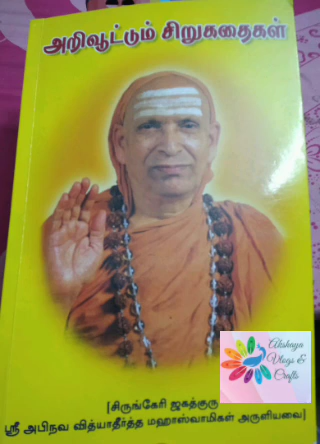 அறிவூட்டும் சிறுகதைகள்
[சிருங்கேரி ஜகத்குரு
ஸ்ரீ அபிநவ வித்யாதீர்த்த மஹாஸ்வாமிகள் அருளியவை]
Akshaya
Vlogs &
Crafts